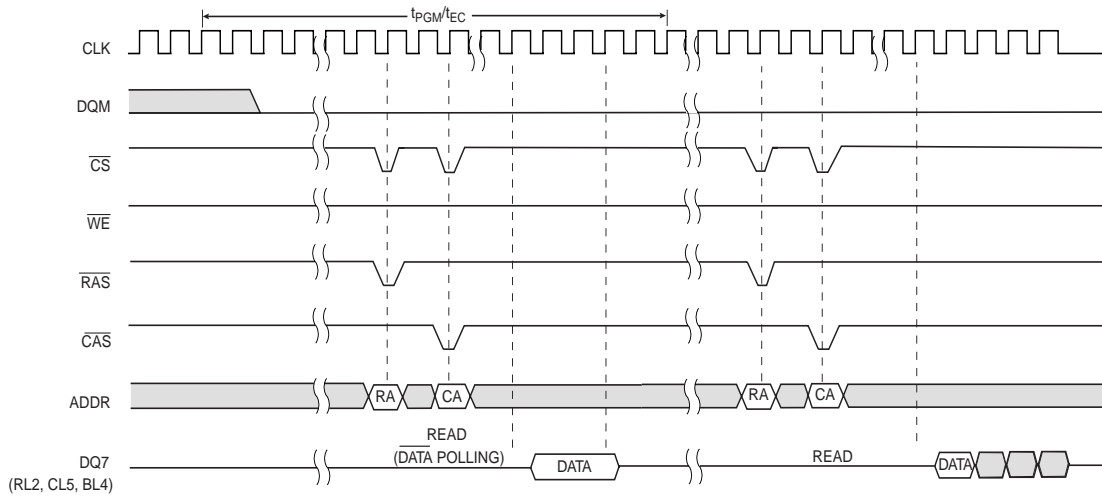 tPGM/tEC
CLK
DQM
CS
WE
RAS
CAS
ADDR
RA
CA
RA
CA
READ
(DATA POLLING)
READ
DQ7
DATA
DATA
(RL2, CL5, BL4)